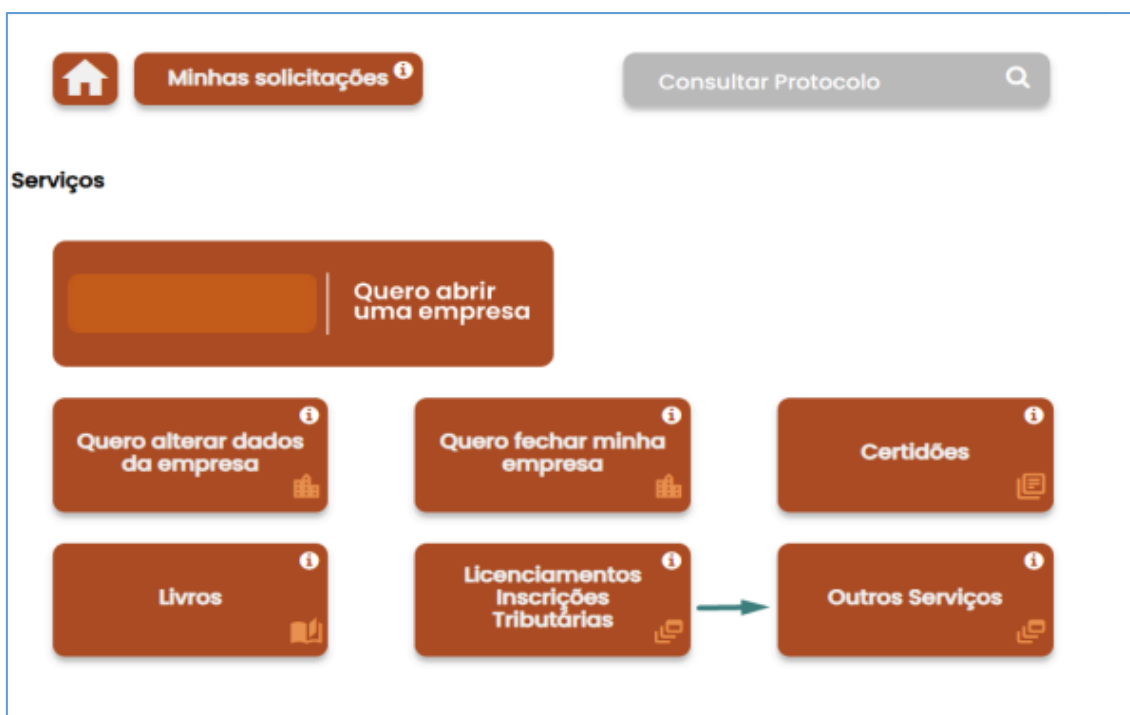 Minhas solicitações
Consultar Protocolo
Serviços
Quero abrir
uma empresa
Quero alterar dados
da empresa
Quero fechar minha
empresa
Certidões
Livros
Licenciamentos
Inscrições
Tributárias
Outros Serviços